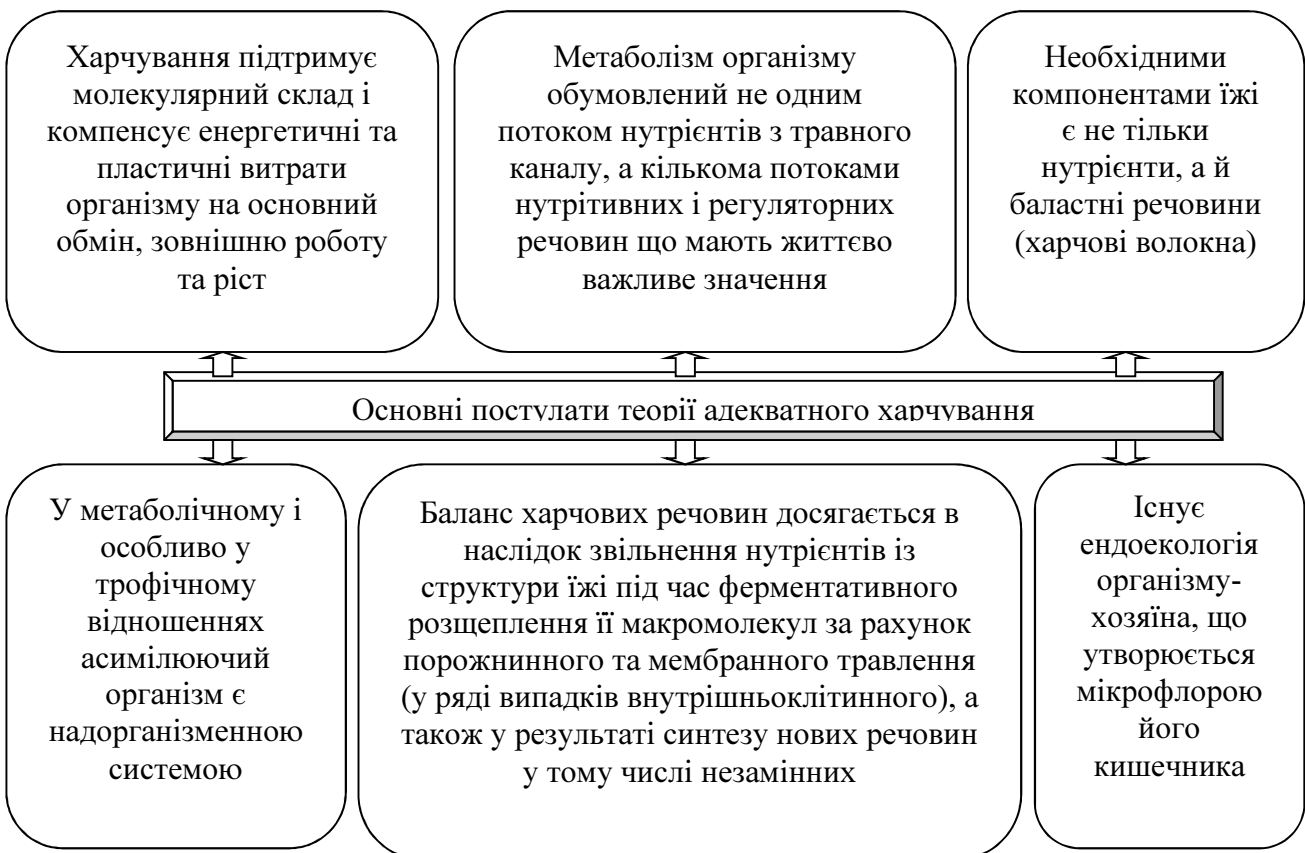 Харчування підтримує
молекулярний склад і
компенсує енергетичні та
пластичні витрати
організму на основний
обмін, зовнішню роботу
та ріст
Метаболізм організму
обумовлений не одним
потоком нутрієнтів з травного
каналу, а кількома потоками
нутрітивних і регуляторних
речовин що мають життєво
важливе значення
Необхідними
компонентами їжі
є не тільки
нутрієнти, а й
баластні речовини
(харчові волокна)
Основні постулати теорії адекватного харчування
У метаболічному і
особливо у
трофічному
відношеннях
асимілюючий
організм є
надорганізменною
системою
Баланс харчових речовин досягається в
наслідок звільнення нутрієнтів із
структури їжі під час ферментативного
розщеплення її макромолекул за рахунок
порожнинного та мембранного травлення
(у ряді випадків внутрішньоклітинного), а
також у результаті синтезу нових речовин
у тому числі незамінних
Існує
ендоекологія
організму-
хозяїна, що
утворюється
мікрофлорою
його
кишечника